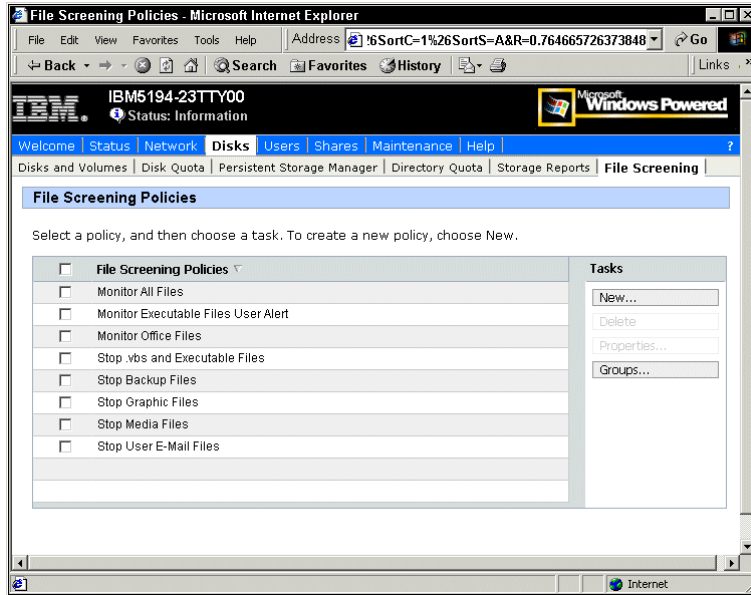 File Screening Policies - Microsoft Internet Explorer
File Edit View Favorites Tools Help Address !6SortC=1%26SortS=A&R=0.764665726373848 Go
Back Search Favorites History Links »
IBM IBM5194-23TTY00
Status: Information
Microsoft Windows Powered
Welcome | Status | Network | Disks | Users | Shares | Maintenance | Help | ?
Disks and Volumes | Disk Quota | Persistent Storage Manager | Directory Quota | Storage Reports | File Screening |
File Screening Policies
Select a policy, and then choose a task. To create a new policy, choose New.
File Screening Policies Tasks
Monitor All Files
New...
Monitor Executable Files User Alert
Delete
Monitor Office Files
Properties...
Stop .vbs and Executable Files
Groups...
Stop Backup Files
Stop Graphic Files
Stop Media Files
Stop User E-Mail Files
Internet